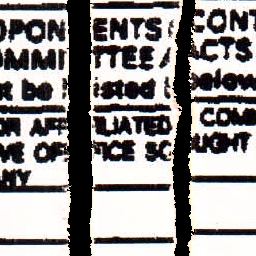 OPONENTS CONT
OMMITTEE ACTS
t be listed below
OR AFFILIATED COMM
VE OFFICE SOUGHT
NY